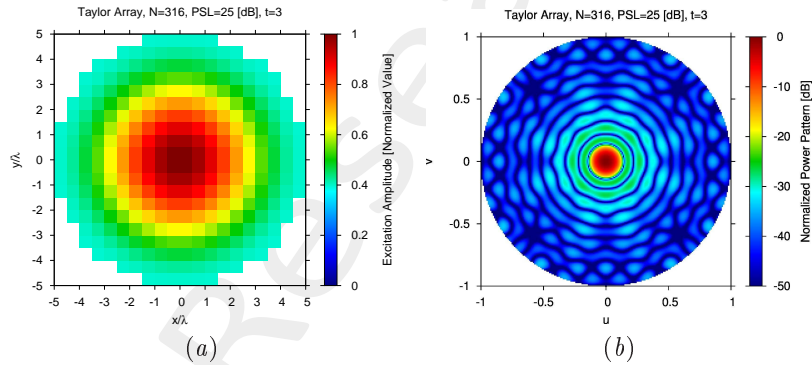 Taylor Array, N=316, PSL=25 [dB], t=3
5
4
3
2
1
0
-1
-2
-3
-4
-5
y/λ
-5 -4 -3 -2 -1 0 1 2 3 4 5
x/λ
1
0.8
0.6
0.4
0.2
0
Excitation Amplitude [Normalized Value]
(a)
Taylor Array, N=316, PSL=25 [dB], t=3
1
0.5
0
-0.5
-1
v
-1 -0.5 0 0.5 1
u
0
-10
-20
-30
-40
-50
Normalized Power Pattern [dB]
(b)